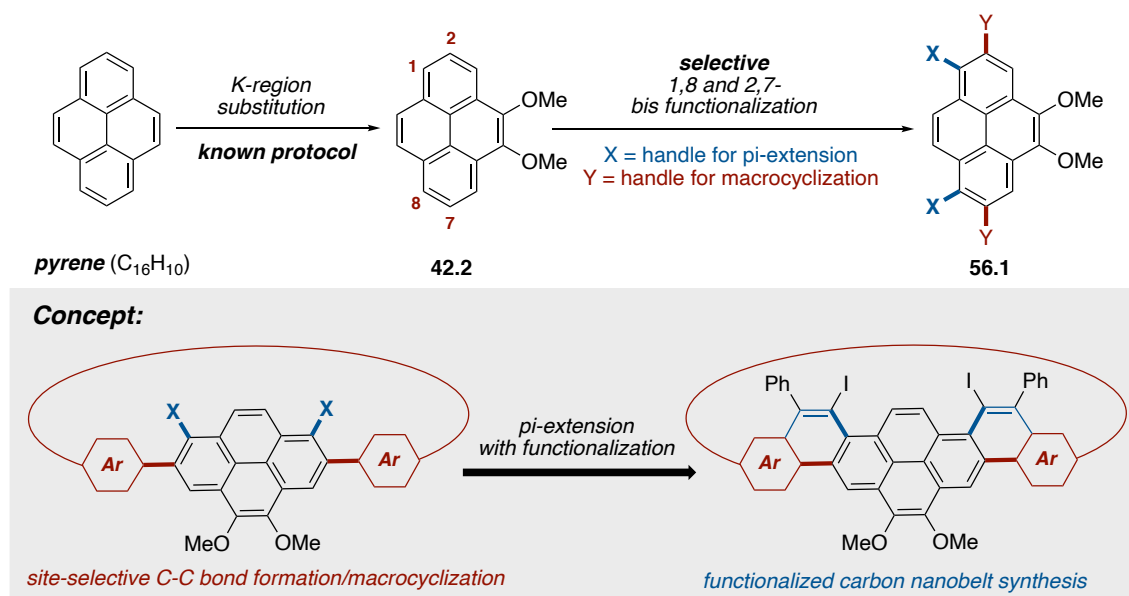 K-region
substitution
known protocol
1
2
8
7
OMe
OMe
selective
1,8 and 2,7-
bis functionalization
X = handle for pi-extension
Y = handle for macrocyclization
Y
X
OMe
OMe
X
Y
pyrene (C₁₆H₁₀)
42.2
56.1
Concept:
X
X
Ar
Ar
MeO
OMe
site-selective C-C bond formation/macrocyclization
pi-extension
with functionalization
Ph
I
I
Ph
Ar
Ar
MeO
OMe
functionalized carbon nanobelt synthesis